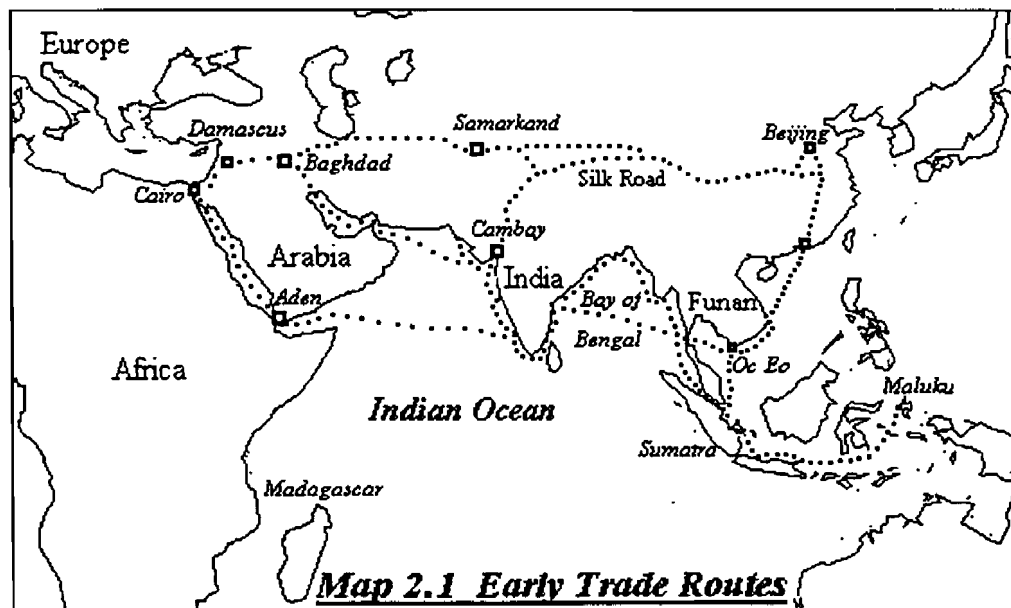 Europe
Damascus
Samarkand
Beijing
Baghdad
Silk Road
Cairo
Cambay
Arabia
India
Aden
Bay of
Bengal
Funan
Oc Eo
Africa
Maluku
Indian Ocean
Sumatra
Madagascar
Map 2.1 Early Trade Routes